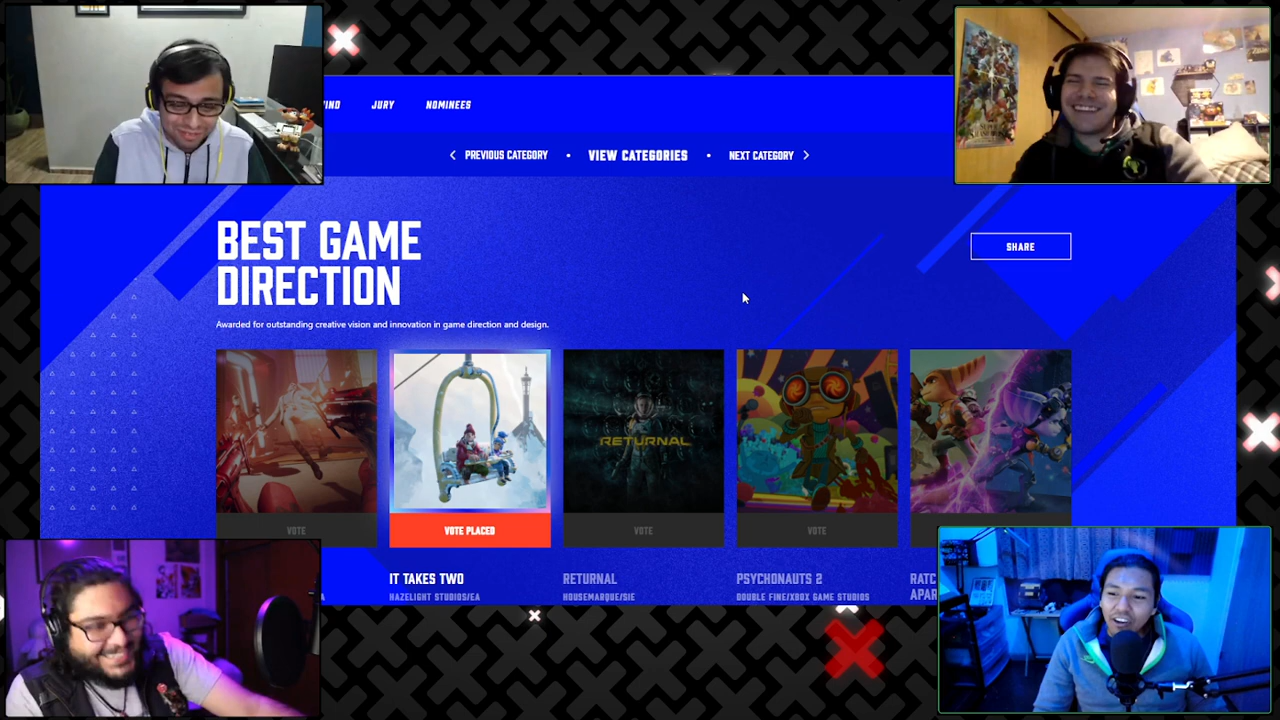 JURY
NOMINEES
PREVIOUS CATEGORY
VIEW CATEGORIES
NEXT CATEGORY
BEST GAME
DIRECTION
SHARE
Awarded for outstanding creative vision and innovation in game direction and design.
RETURNAL
VOTE
VOTE PLACED
VOTE
VOTE
IT TAKES TWO
RETURNAL
PSYCHONAUTS 2
HAZELIGHT STUDIOS/EA
HOUSEMARQUE/SIE
DOUBLE FINE/XBOX GAME STUDIOS